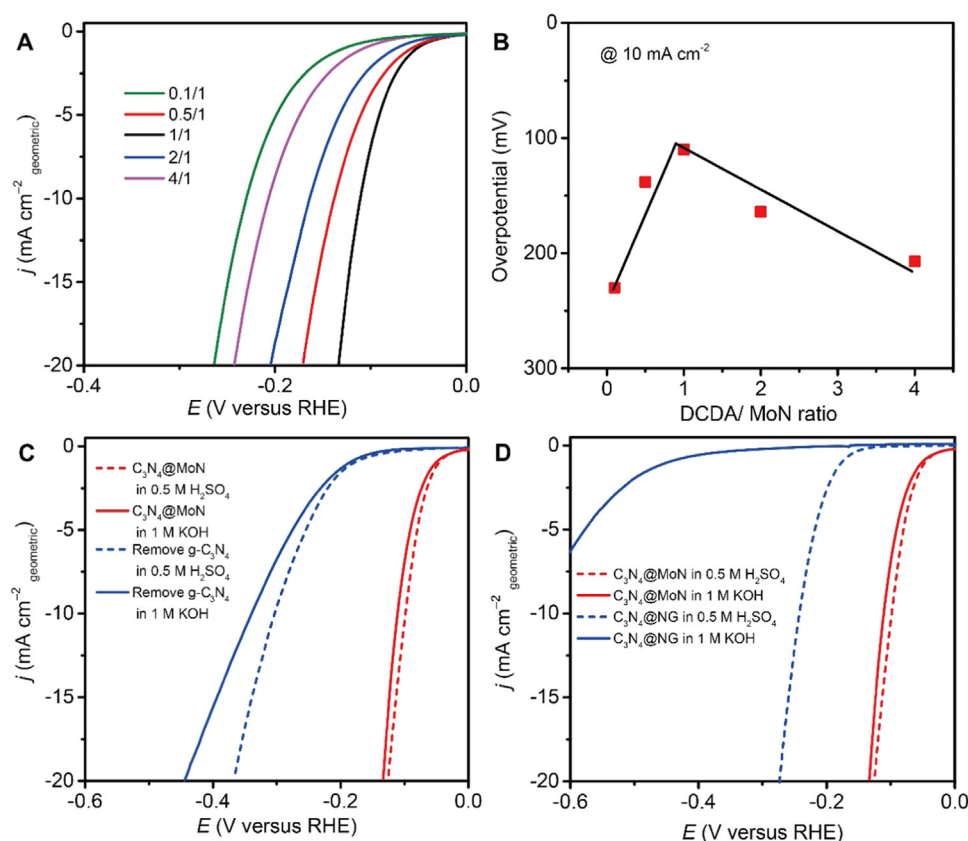 A
0
-5
-10
-15
-20
j (mA cm⁻² geometric)
0.1/1
0.5/1
1/1
2/1
4/1
-0.4
-0.2
0.0
E (V versus RHE)
B
@ 10 mA cm⁻²
0
100
200
300
Overpotential (mV)
0
1
2
3
4
DCDA/ MoN ratio
C
0
-5
-10
-15
-20
j (mA cm⁻² geometric)
C₃N₄@MoN
in 0.5 M H₂SO₄
C₃N₄@MoN
in 1 M KOH
Remove g-C₃N₄
in 0.5 M H₂SO₄
Remove g-C₃N₄
in 1 M KOH
-0.6
-0.4
-0.2
0.0
E (V versus RHE)
D
0
-5
-10
-15
-20
j (mA cm⁻² geometric)
C₃N₄@MoN in 0.5 M H₂SO₄
C₃N₄@MoN in 1 M KOH
C₃N₄@NG in 0.5 M H₂SO₄
C₃N₄@NG in 1 M KOH
-0.6
-0.4
-0.2
0.0
E (V versus RHE)